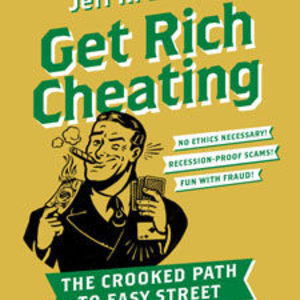 Get Rich
Cheating
NO ETHICS NECESSARY!
RECESSION-PROOF SCAMS!
FUN WITH FRAUD!
THE CROOKED PATH
TO EASY STREET